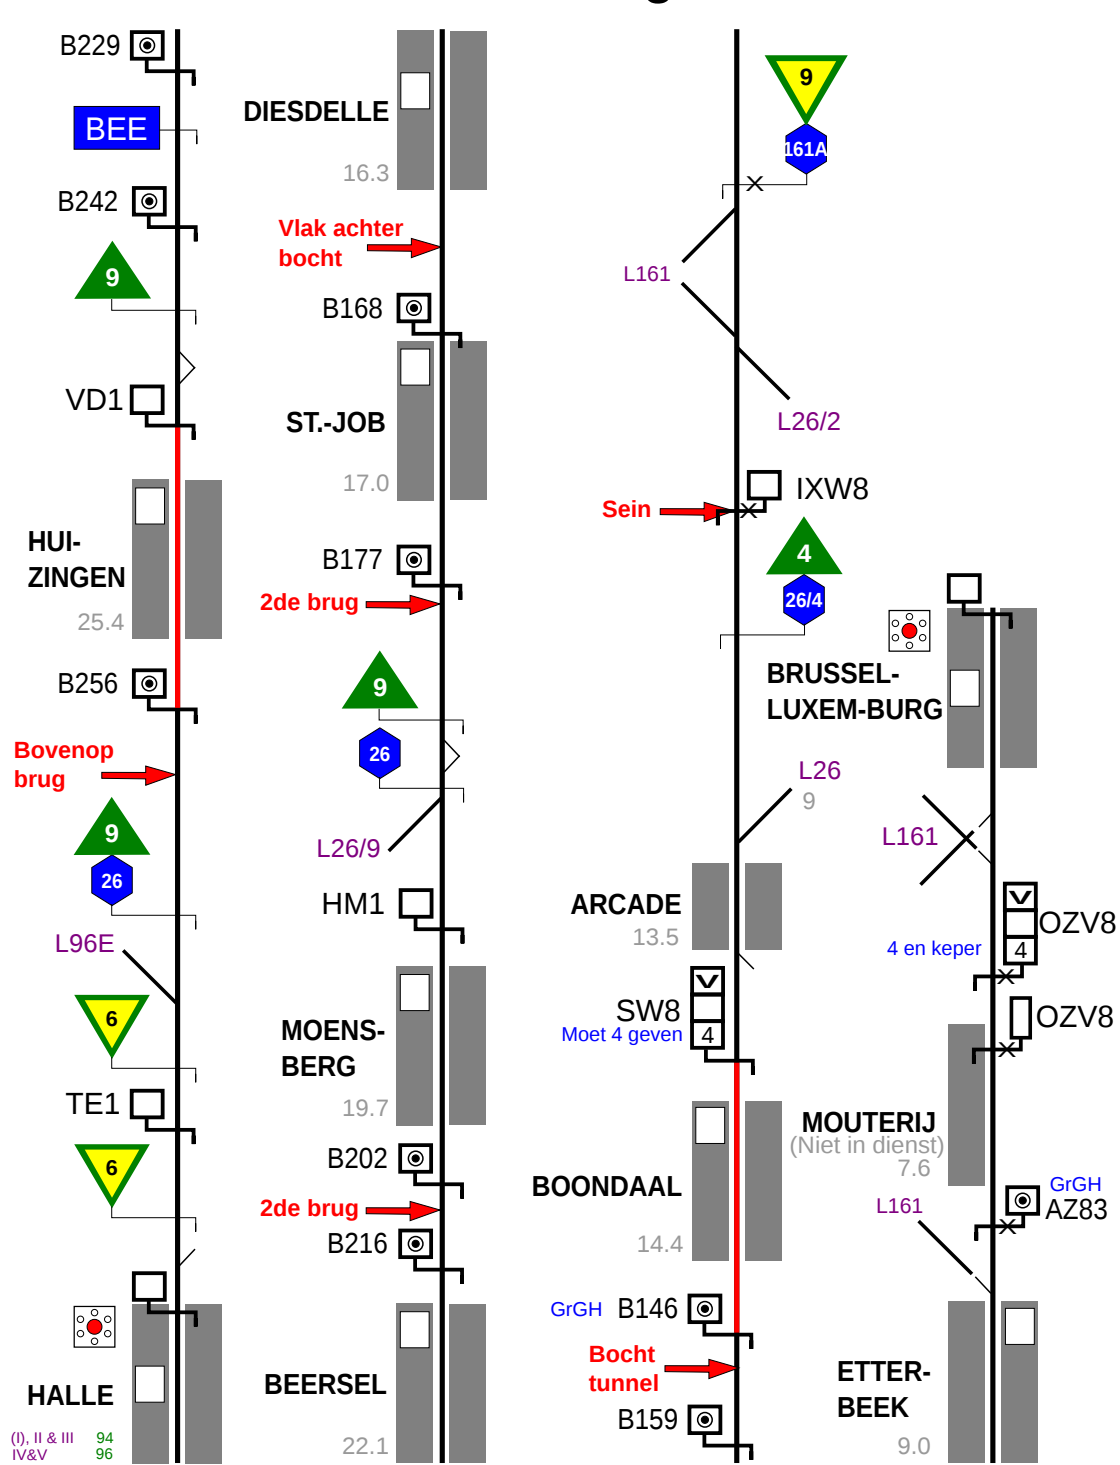 B229
BEE
B242
9
VD1
HUI-
ZINGEN
25.4
B256
Bovenop
brug
9
26
L96E
6
TE1
6
HALLE
(I), II & III 94
IV&V 96
DIESDELLE
16.3
Vlak achter
bocht
B168
ST.-JOB
17.0
B177
2de brug
9
26
L26/9
HM1
MOENS-
BERG
19.7
B202
2de brug
B216
BEERSEL
22.1
9
161A
L161
L26/2
IXW8
Sein
4
26/4
L26
9
ARCADE
13.5
V
SW8
Moet 4 geven
4
BOONDAAL
14.4
GrGH B146
Bocht
tunnel
B159
BRUSSEL-
LUXEM-BURG
L161
V
OZV8
4 en keper
4
OZV8
MOUTERIJ
(Niet in dienst)
7.6
GrGH
AZ83
L161
ETTER-
BEEK
9.0